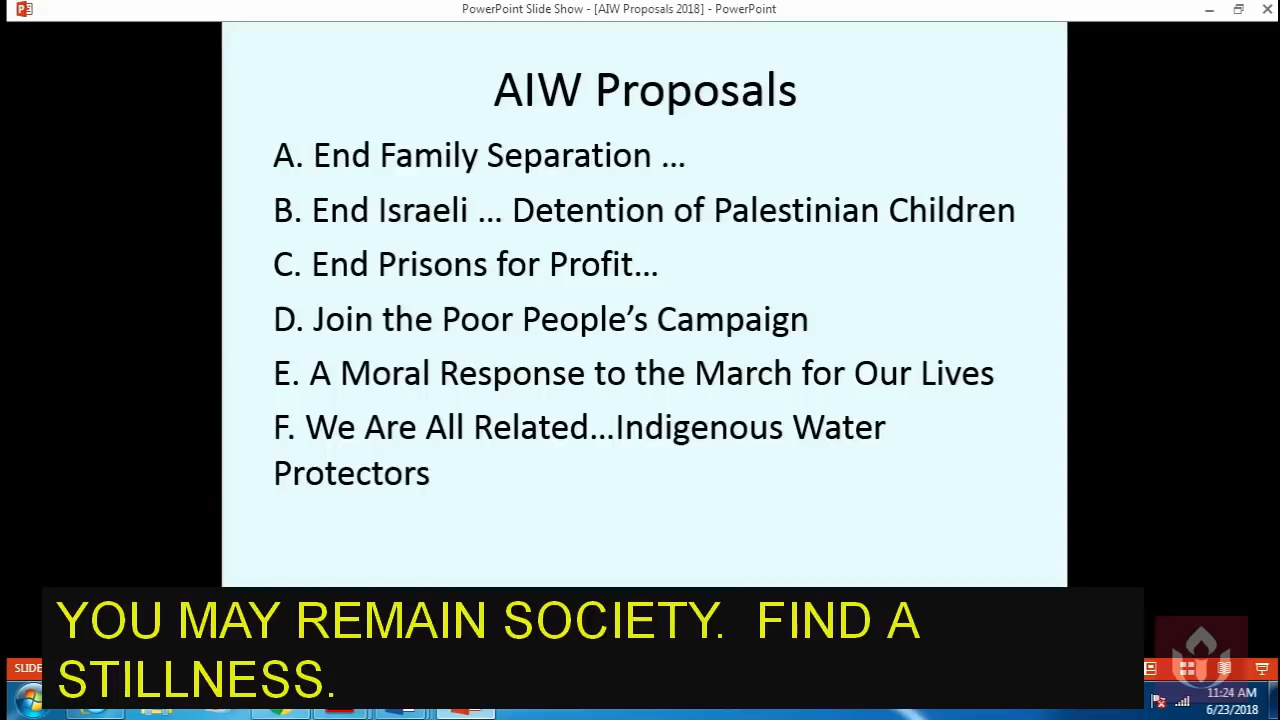 PowerPoint Slide Show - [AIW Proposals 2018] - PowerPoint
AIW Proposals
A. End Family Separation ...
B. End Israeli ... Detention of Palestinian Children
C. End Prisons for Profit...
D. Join the Poor People’s Campaign
E. A Moral Response to the March for Our Lives
F. We Are All Related...Indigenous Water
Protectors
YOU MAY REMAIN SOCIETY.  FIND A
STILLNESS.
SLIDE
11:24 AM
6/23/2018